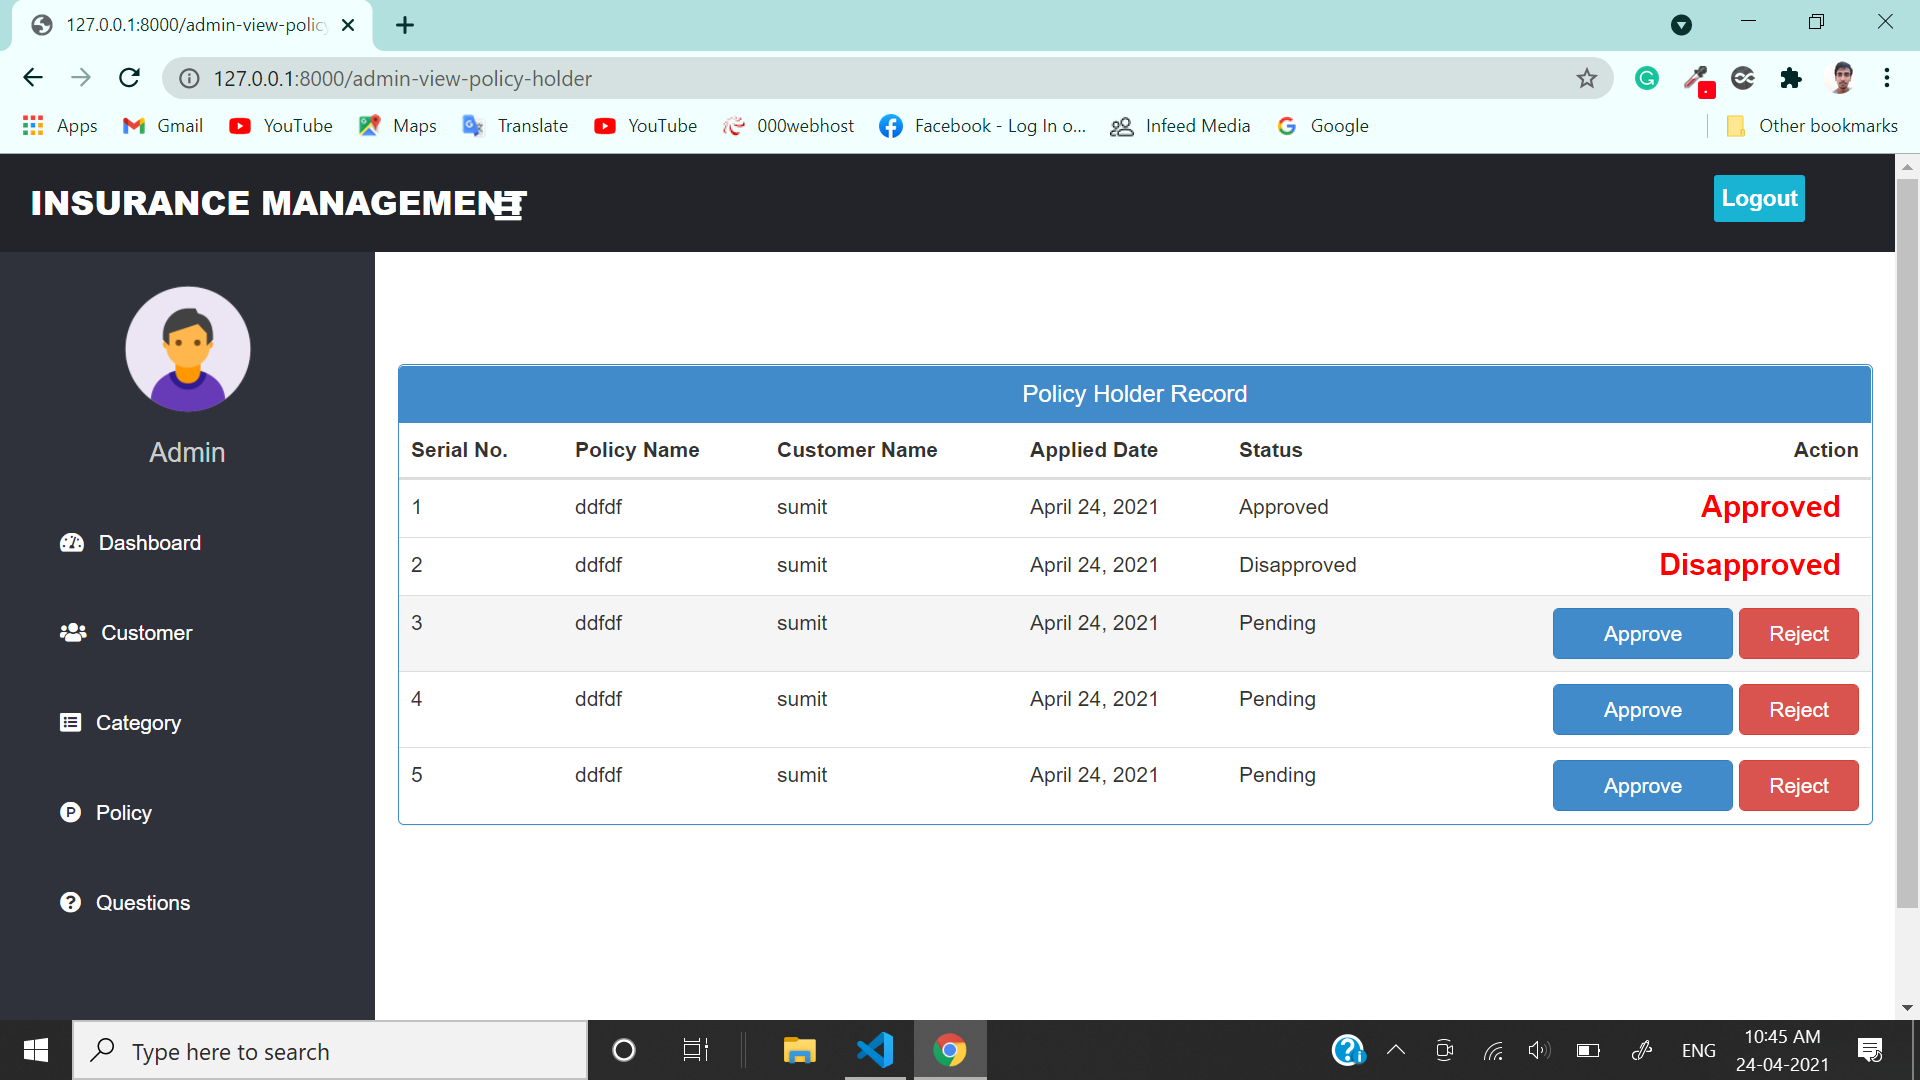 127.0.0.1:8000/admin-view-polic
127.0.0.1:8000/admin-view-policy-holder
Apps Gmail YouTube Maps Translate YouTube 000webhost Facebook - Log In o... Infeed Media Google Other bookmarks
INSURANCE MANAGEMENT Logout
Admin
Dashboard
Customer
Category
Policy
Questions
Policy Holder Record
Serial No. Policy Name Customer Name Applied Date Status Action
1 ddfdf sumit April 24, 2021 Approved Approved
2 ddfdf sumit April 24, 2021 Disapproved Disapproved
3 ddfdf sumit April 24, 2021 Pending Approve Reject
4 ddfdf sumit April 24, 2021 Pending Approve Reject
5 ddfdf sumit April 24, 2021 Pending Approve Reject
Type here to search ENG 10:45 AM
24-04-2021